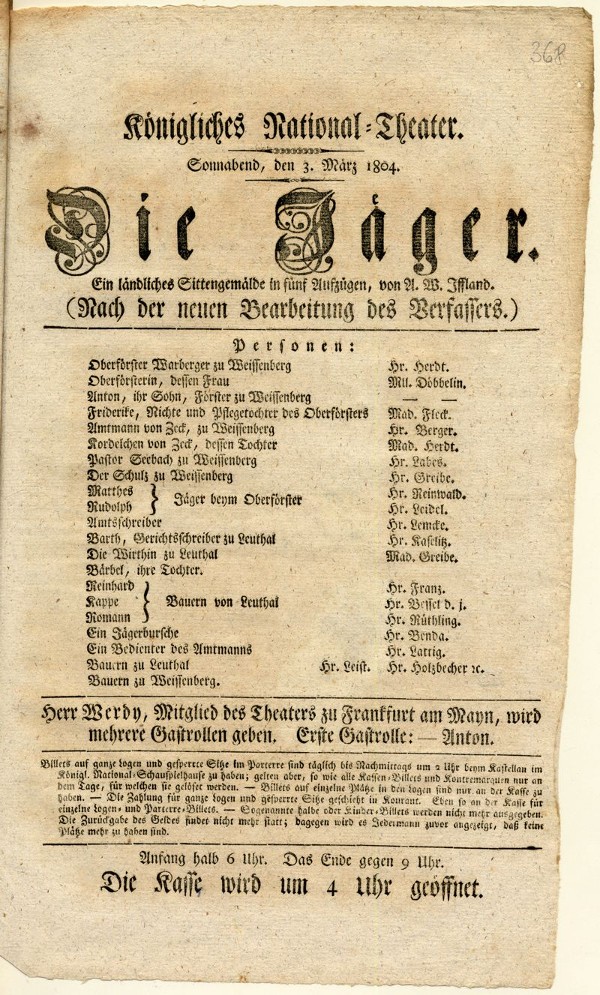 368
Königliches National-Theater.
Sonnabend, den 3. März 1804.
Die Jäger.
Ein ländliches Sittengemälde in fünf Aufzügen, von A. W. Iffland.
(Nach der neuen Bearbeitung des Verfassers.)
Personen:
Oberförster Warberger zu Weissenberg Hr. Herdt.
Oberförsterin, dessen Frau Mll. Döbbelin.
Anton, ihr Sohn, Förster zu Weissenberg — —
Friderike, Nichte und Pflegetochter des Oberförsters Mad. Fleck.
Amtmann von Zeck, zu Weissenberg Hr. Berger.
Kordelchen von Zeck, dessen Tochter Mad. Herdt.
Pastor Seebach zu Weissenberg Hr. Labes.
Der Schulz zu Weissenberg Hr. Greibe.
Matthes } Jäger beym Oberförster Hr. Reinwald.
Rudolph Hr. Leidel.
Amtsschreiber Hr. Lemcke.
Barth, Gerichtschreiber zu Leuthal Hr. Kaselitz.
Die Wirthin zu Leuthal Mad. Greibe.
Bärbel, ihre Tochter.
Reinhard Hr. Franz.
Kappe } Bauern von Leuthal Hr. Bessel d. j.
Romann Hr. Rüthling.
Ein Jägerbursche Hr. Benda.
Ein Bedienter des Amtmanns Hr. Lattig.
Bauern zu Leuthal Hr. Leist. Hr. Holzbecher ꝛc.
Bauern zu Weissenberg.
Herr Werdy, Mitglied des Theaters zu Frankfurt am Mayn, wird
mehrere Gastrollen geben. Erste Gastrolle: — Anton.
Billets auf ganze Logen und gesperrte Sitze im Parterre sind täglich bis Nachmittags um 2 Uhr beym Kastellan im
Königl. National-Schauspielhause zu haben; gelten aber, so wie alle Kassen-Billets und Kontremarquen nur an
dem Tage, für welchen sie gelöset werden. — Billets auf einzelne Plätze in den Logen sind nur an der Kasse zu
haben. — Die Zahlung für ganze Logen und gesperrte Sitze geschieht in Kourant. Eben so an der Kasse für
einzelne Logen- und Parterre-Billets. — Sogenannte halbe oder Kinder-Billets werden nicht mehr ausgegeben.
Die Zurückgabe des Geldes findet nicht mehr statt; dagegen wird es Jedermann zuvor angezeigt, daß keine
Plätze mehr zu haben sind.
Anfang halb 6 Uhr. Das Ende gegen 9 Uhr.
Die Kasse wird um 4 Uhr geöffnet.